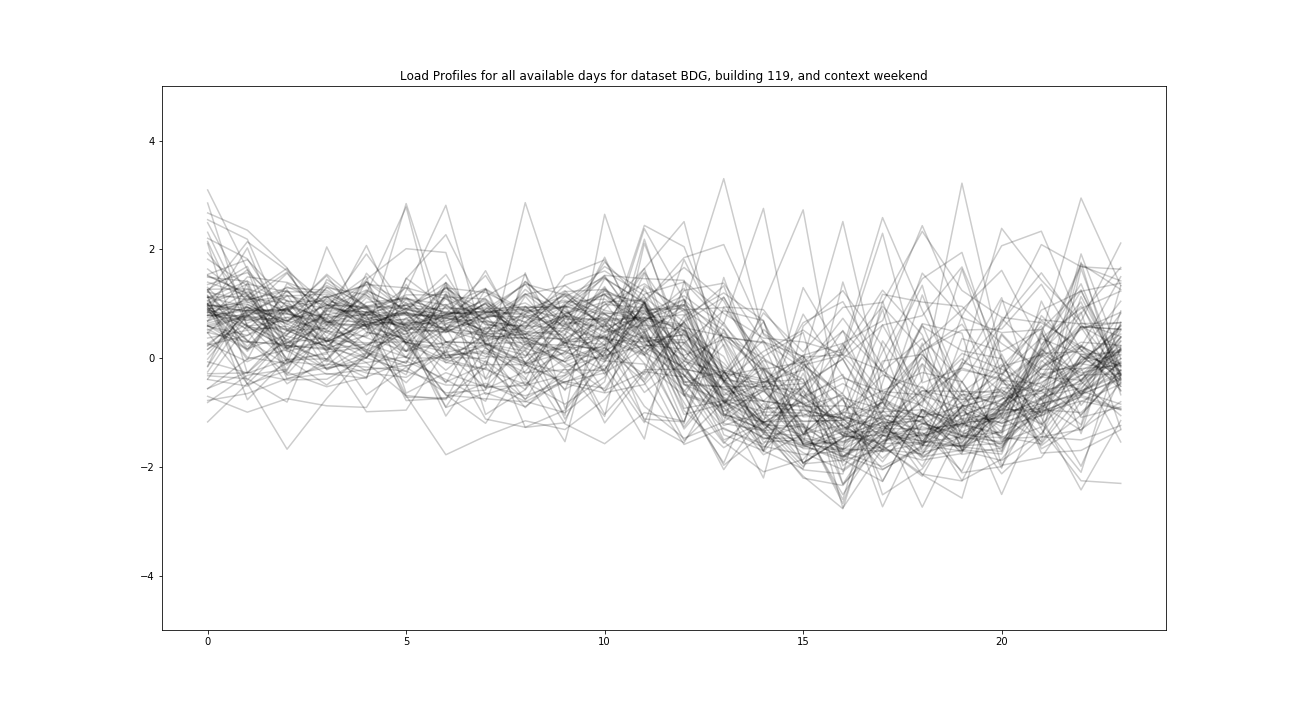 Load Profiles for all available days for dataset BDG, building 119, and context weekend
4
2
0
−2
−4
0 5 10 15 20